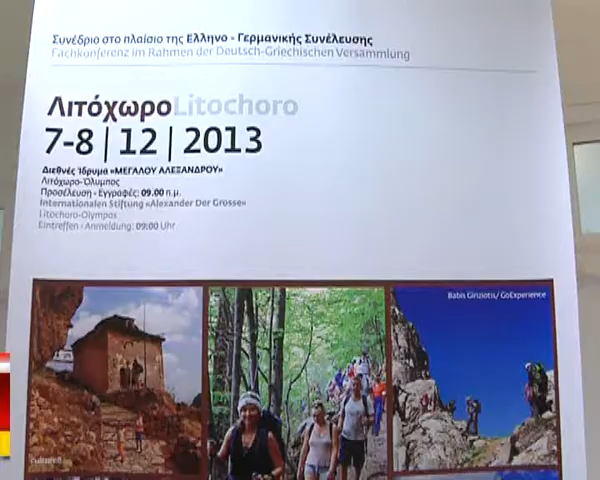 Συνέδριο στο πλαίσιο της Ελληνο - Γερμανικής Συνέλευσης
Fachkonferenz im Rahmen der Deutsch-Griechischen Versammlung
ΛιτόχωροLitochoro
7-8 | 12 | 2013
Διεθνές Ίδρυμα «ΜΕΓΑΛΟΥ ΑΛΕΞΑΝΔΡΟΥ»
Λιτόχωρο-Όλυμπος
Προσέλευση - Εγγραφές: 09.00 π.μ.
Internationalen Stiftung «Alexander Der Grosse»
Litochoro-Olympos
Eintreffen - Anmeldung: 09:00 Uhr
Babis Giritziotis/ GoExperience